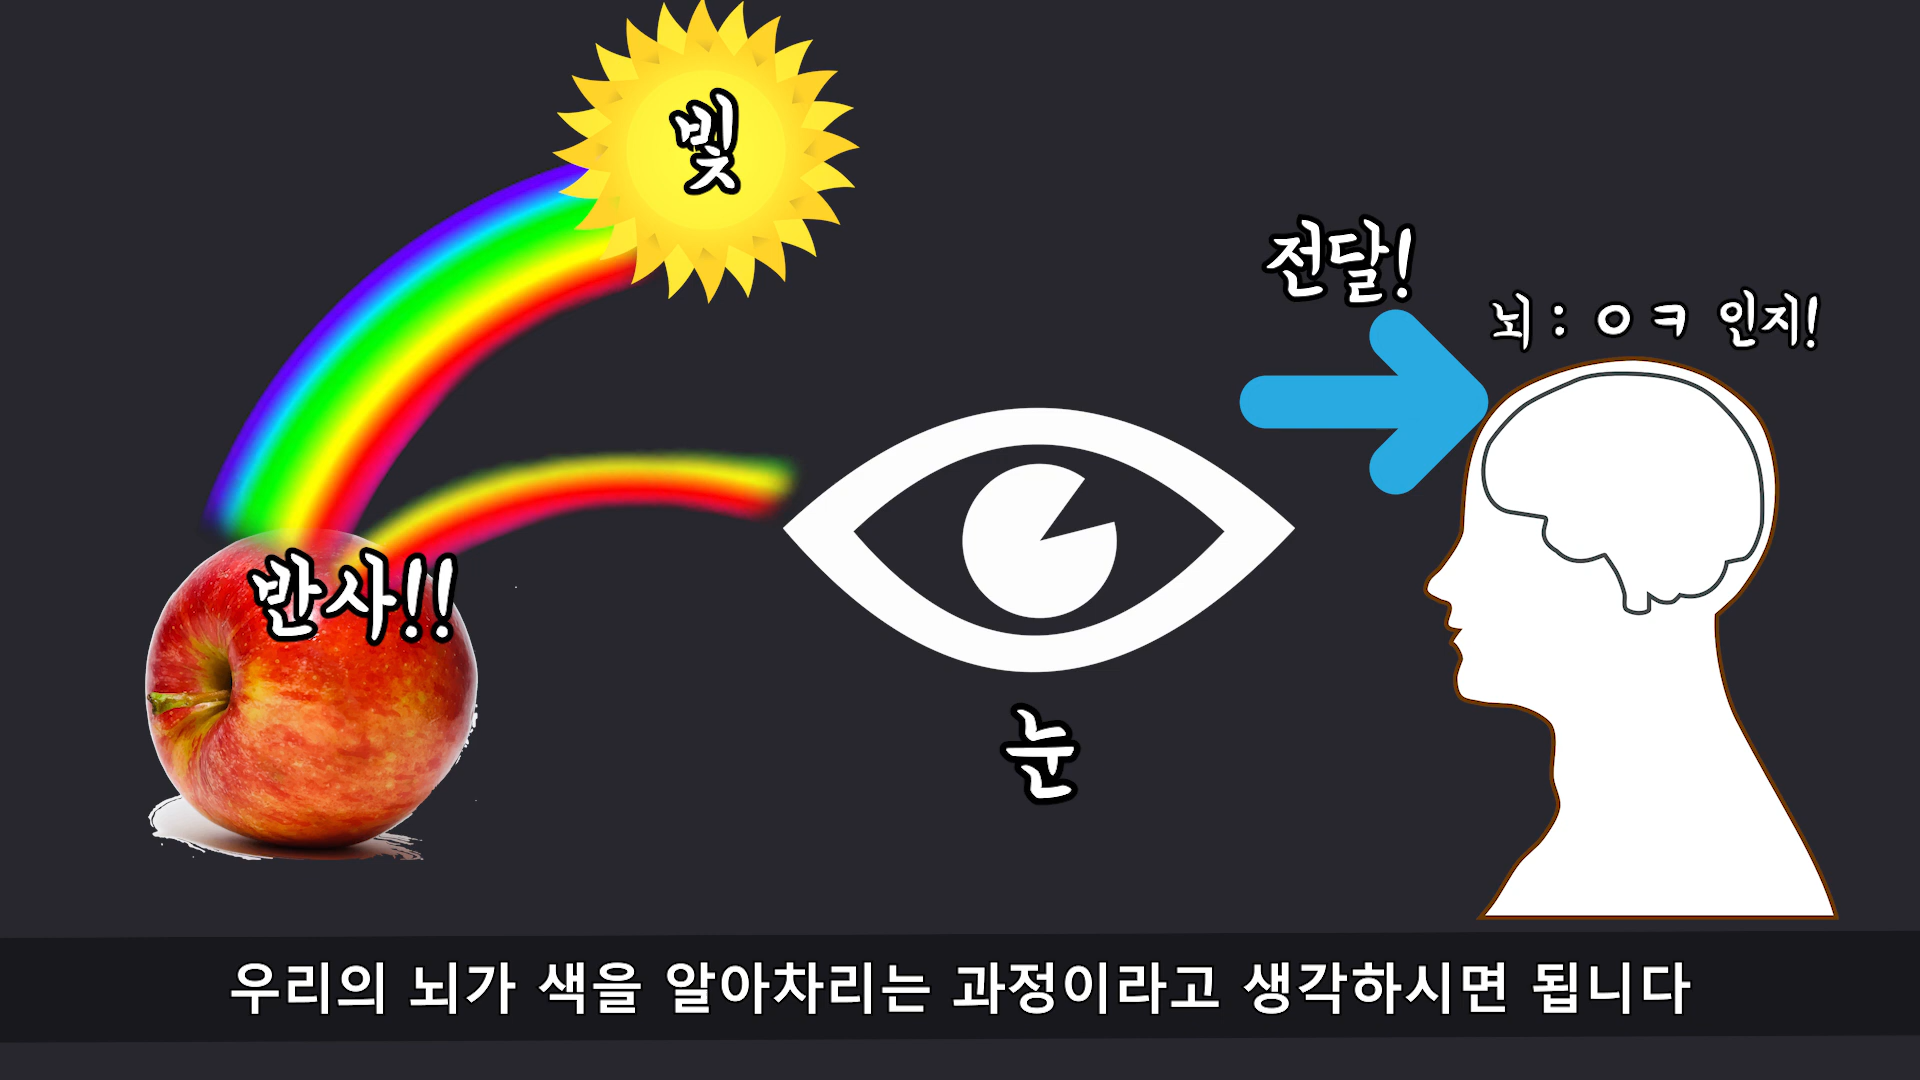 빛
전달!
뇌 : ㅇㅋ 인지!
반사!!
눈
우리의 뇌가 색을 알아차리는 과정이라고 생각하시면 됩니다